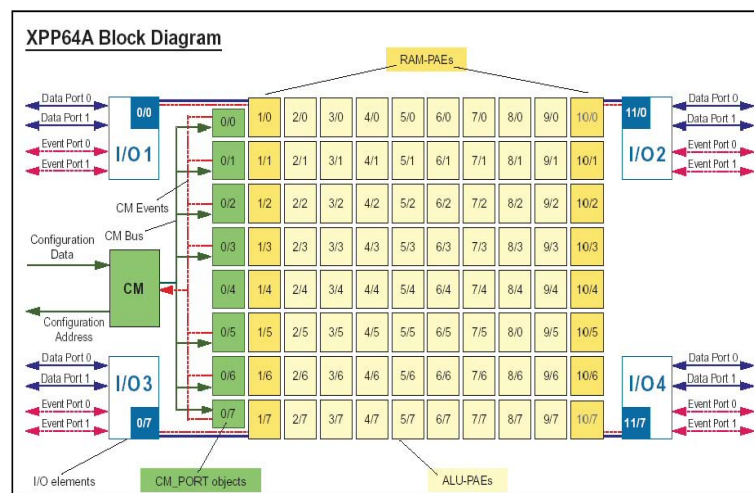 XPP64A Block Diagram
RAM-PAEs
Data Port 0
Data Port 1
Event Port 0
Event Port 1
0/0
I/O1
0/0 1/0 2/0 3/0 4/0 5/0 6/0 7/0 8/0 9/0 10/0
11/0
I/O2
Data Port 0
Data Port 1
Event Port 0
Event Port 1
0/1 1/1 2/1 3/1 4/1 5/1 6/1 7/1 8/1 9/1 10/1
CM Events
0/2 1/2 2/2 3/2 4/2 5/2 6/2 7/2 8/2 9/2 10/2
CM Bus
Configuration
Data
0/3 1/3 2/3 3/3 4/3 5/3 6/3 7/3 8/3 9/3 10/3
CM
0/4 1/4 2/4 3/4 4/4 5/4 6/4 7/4 8/4 9/4 10/4
Configuration
Address
0/5 1/5 2/5 3/5 4/5 5/5 6/5 7/5 8/0 9/5 10/5
Data Port 0
Data Port 1
Event Port 0
Event Port 1
I/O3
0/7
0/6 1/6 2/6 3/6 4/6 5/6 6/6 7/6 8/6 9/6 10/6
0/7 1/7 2/7 3/7 4/7 5/7 6/7 7/7 8/7 9/7 10/7
I/O4
11/7
Data Port 0
Data Port 1
Event Port 0
Event Port 1
I/O elements
CM_PORT objects
ALU-PAEs